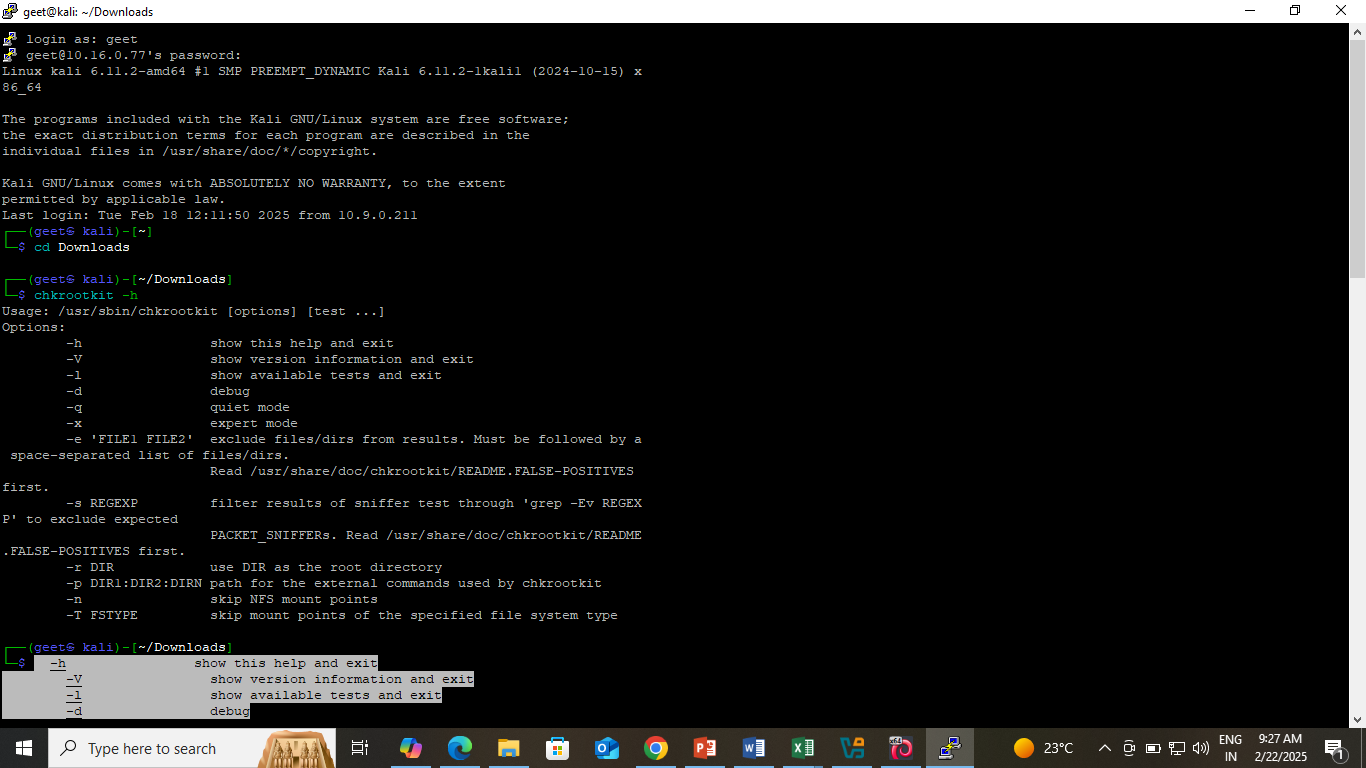 geet@kali: ~/Downloads
login as: geet
geet@10.16.0.77's password:
Linux kali 6.11.2-amd64 #1 SMP PREEMPT_DYNAMIC Kali 6.11.2-1kali1 (2024-10-15) x
86_64
The programs included with the Kali GNU/Linux system are free software;
the exact distribution terms for each program are described in the
individual files in /usr/share/doc/*/copyright.
Kali GNU/Linux comes with ABSOLUTELY NO WARRANTY, to the extent
permitted by applicable law.
Last login: Tue Feb 18 12:11:50 2025 from 10.9.0.211
┌──(geet㉿ kali)-[~]
└─$ cd Downloads
┌──(geet㉿ kali)-[~/Downloads]
└─$ chkrootkit -h
Usage: /usr/sbin/chkrootkit [options] [test ...]
Options:
        -h                show this help and exit
        -V                show version information and exit
        -l                show available tests and exit
        -d                debug
        -q                quiet mode
        -x                expert mode
        -e 'FILE1 FILE2'  exclude files/dirs from results. Must be followed by a
 space-separated list of files/dirs.
                          Read /usr/share/doc/chkrootkit/README.FALSE-POSITIVES
first.
        -s REGEXP         filter results of sniffer test through 'grep -Ev REGEX
P' to exclude expected
                          PACKET_SNIFFERs. Read /usr/share/doc/chkrootkit/README
.FALSE-POSITIVES first.
        -r DIR            use DIR as the root directory
        -p DIR1:DIR2:DIRN path for the external commands used by chkrootkit
        -n                skip NFS mount points
        -T FSTYPE         skip mount points of the specified file system type
┌──(geet㉿ kali)-[~/Downloads]
└─$   -h                show this help and exit
        -V                show version information and exit
        -l                show available tests and exit
        -d                debug
Type here to search
23°C
ENG
IN
9:27 AM
2/22/2025
1